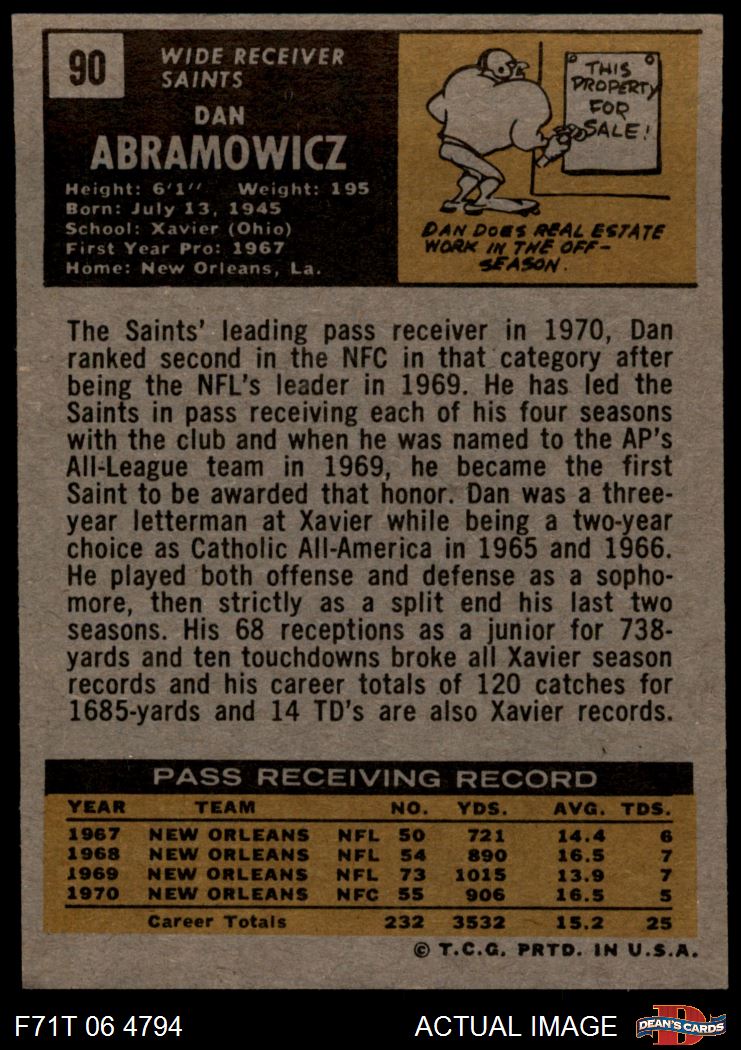 90
WIDE RECEIVER
SAINTS
DAN
ABRAMOWICZ
Height: 6'1" Weight: 195
Born: July 13, 1945
School: Xavier (Ohio)
First Year Pro: 1967
Home: New Orleans, La.
THIS
PROPERTY
FOR
SALE!
DAN DOES REAL ESTATE
WORK IN THE OFF-
SEASON.
The Saints' leading pass receiver in 1970, Dan
ranked second in the NFC in that category after
being the NFL's leader in 1969. He has led the
Saints in pass receiving each of his four seasons
with the club and when he was named to the AP's
All-League team in 1969, he became the first
Saint to be awarded that honor. Dan was a three-
year letterman at Xavier while being a two-year
choice as Catholic All-America in 1965 and 1966.
He played both offense and defense as a sopho-
more, then strictly as a split end his last two
seasons. His 68 receptions as a junior for 738-
yards and ten touchdowns broke all Xavier season
records and his career totals of 120 catches for
1685-yards and 14 TD's are also Xavier records.
PASS RECEIVING RECORD
YEAR TEAM NO. YDS. AVG. TDS.
1967 NEW ORLEANS NFL 50 721 14.4 6
1968 NEW ORLEANS NFL 54 890 16.5 7
1969 NEW ORLEANS NFL 73 1015 13.9 7
1970 NEW ORLEANS NFC 55 906 16.5 5
Career Totals 232 3532 15.2 25
© T.C.G. PRTD. IN U.S.A.
F71T 06 4794 ACTUAL IMAGE D DEAN'S CARDS